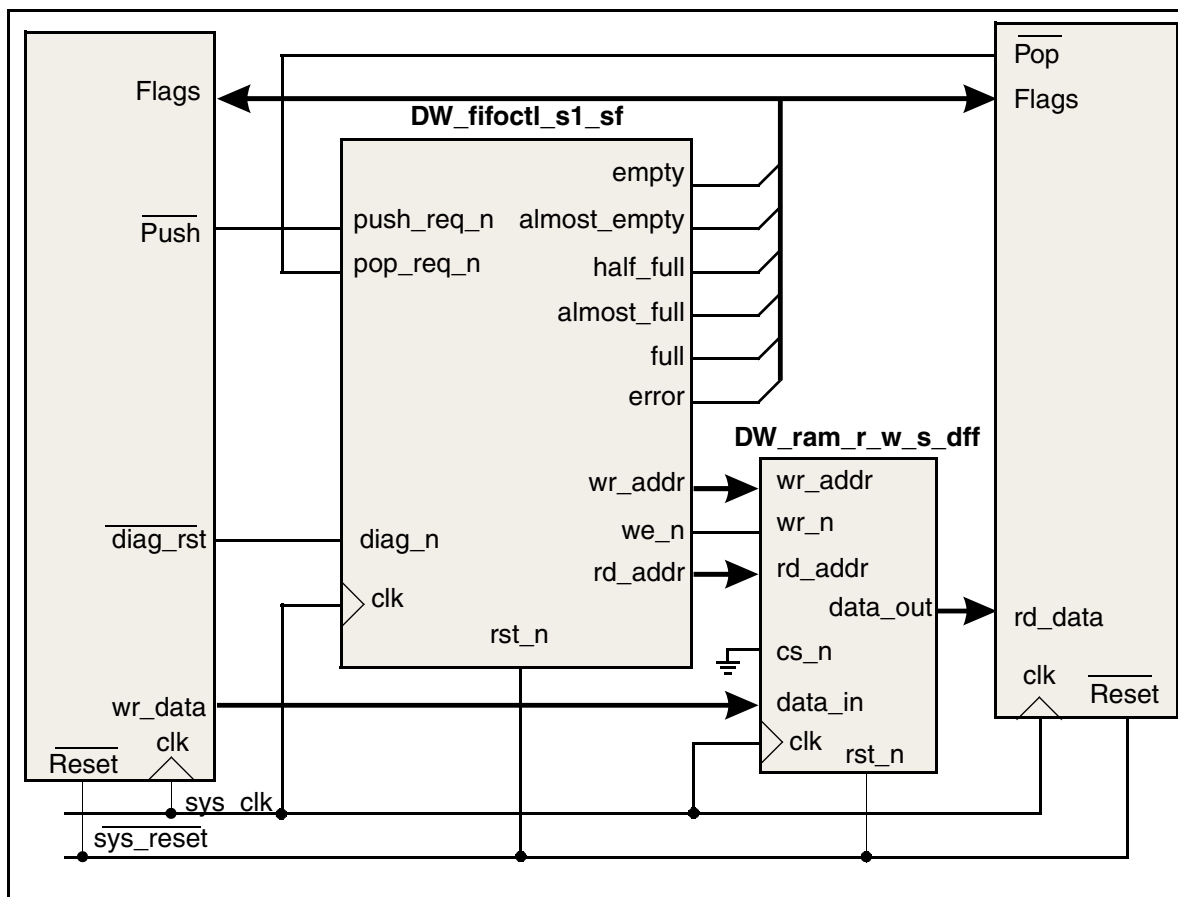 Pop
Flags
Flags
DW_fifoctl_s1_sf
empty
push_req_n
almost_empty
Push
pop_req_n
half_full
almost_full
full
error
DW_ram_r_w_s_dff
wr_addr
wr_addr
we_n
wr_n
diag_rst
diag_n
rd_addr
rd_addr
clk
data_out
rd_data
rst_n
cs_n
clk
Reset
wr_data
data_in
clk
clk
Reset
rst_n
sys_clk
sys_reset